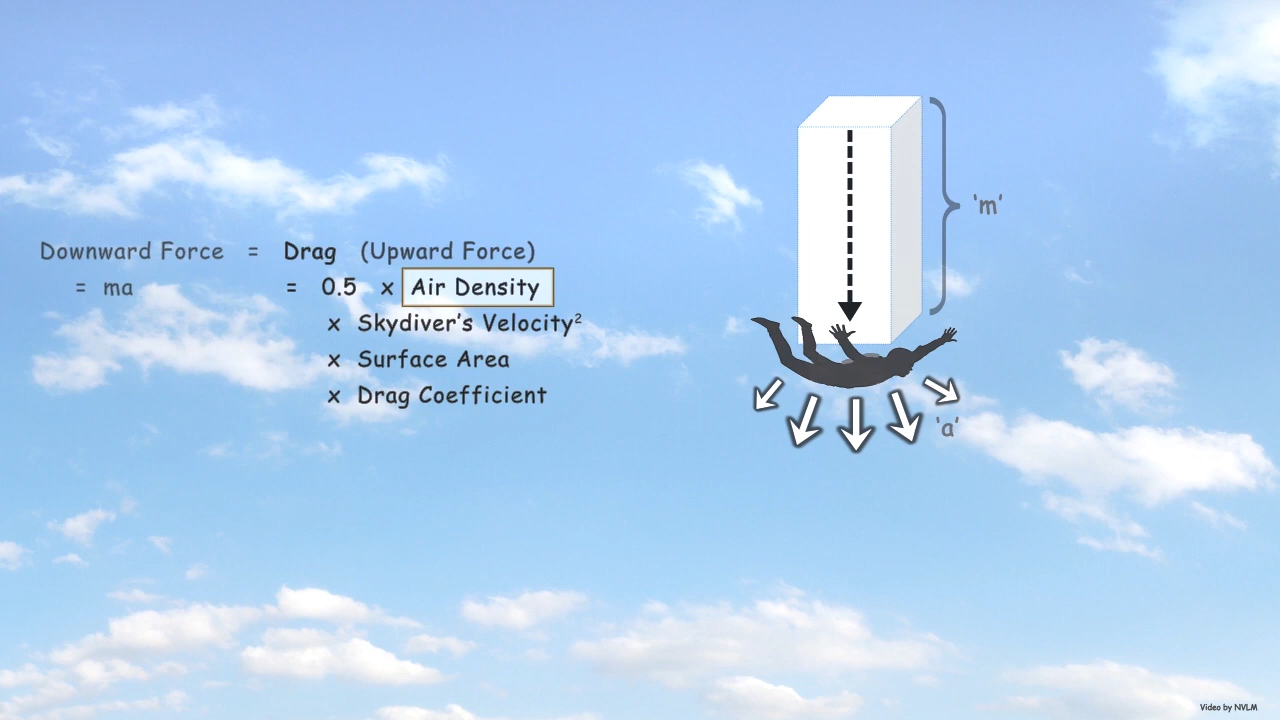 Downward Force = Drag (Upward Force)
= ma = 0.5 x Air Density
x Skydiver's Velocity²
x Surface Area
x Drag Coefficient
'm'
'a'
Video by NVLM